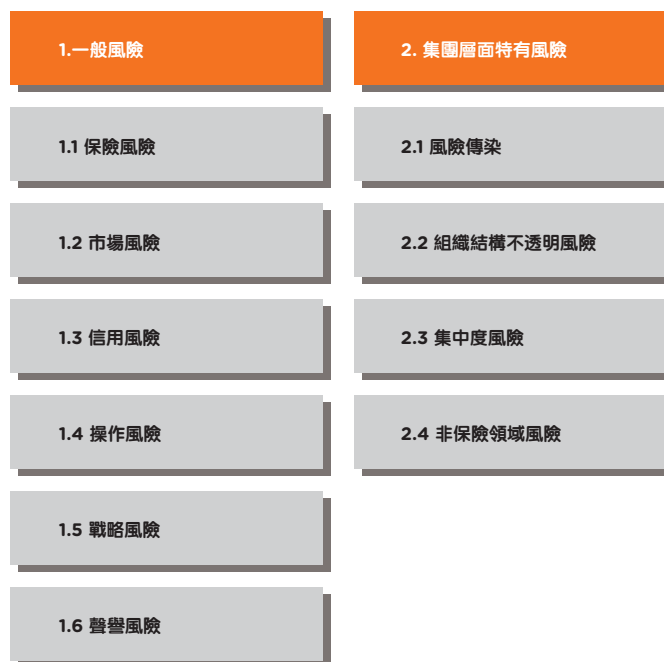 1.一般風險
1.1 保險風險
1.2 市場風險
1.3 信用風險
1.4 操作風險
1.5 戰略風險
1.6 聲譽風險
2. 集團層面特有風險
2.1 風險傳染
2.2 組織結構不透明風險
2.3 集中度風險
2.4 非保險領域風險